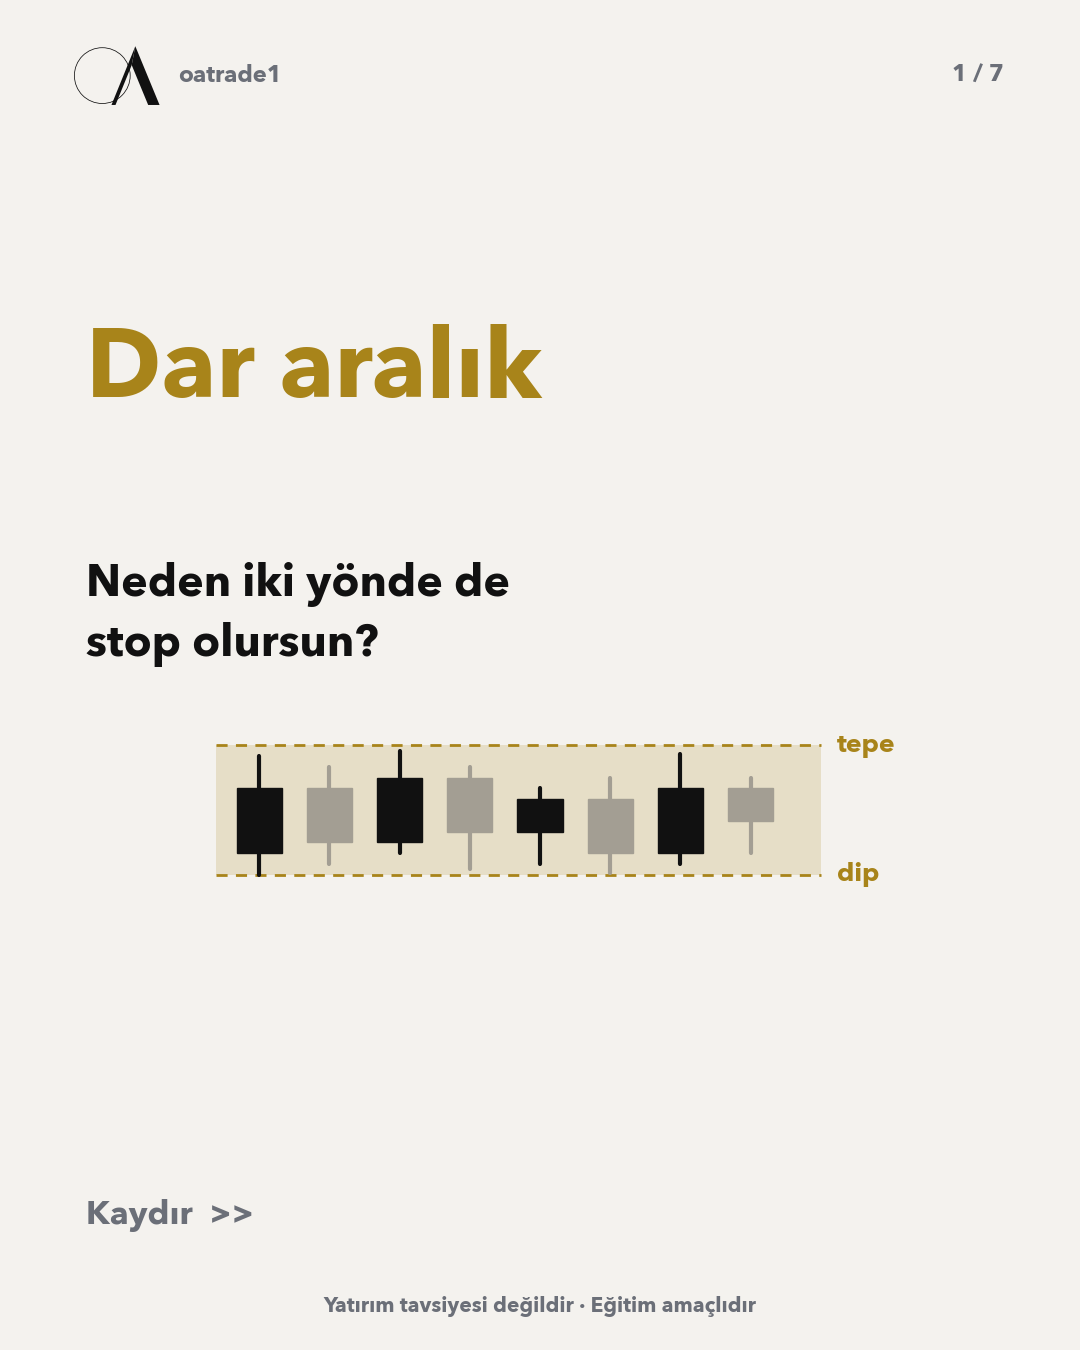 oatrade1
1 / 7
Dar aralık
Neden iki yönde de
stop olursun?
tepe
dip
Kaydır >>
Yatırım tavsiyesi değildir · Eğitim amaçlıdır